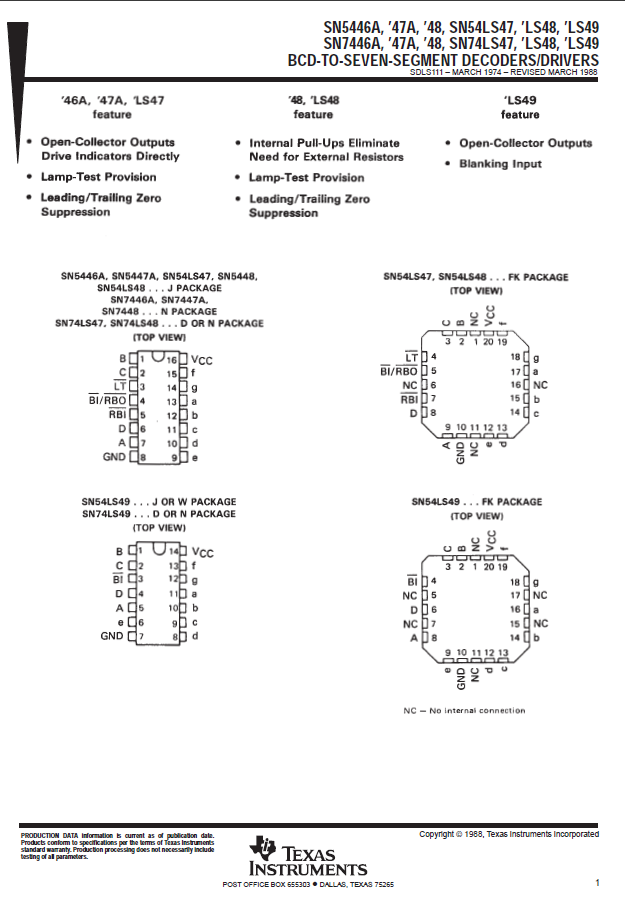 SN5446A, '47A, '48, SN54LS47, 'LS48, 'LS49
SN7446A, '47A, '48, SN74LS47, 'LS48, 'LS49
BCD-TO-SEVEN-SEGMENT DECODERS/DRIVERS
SDLS111 – MARCH 1974 – REVISED MARCH 1988
'46A, '47A, 'LS47
feature
• Open-Collector Outputs
Drive Indicators Directly
• Lamp-Test Provision
• Leading/Trailing Zero
Suppression
'48, 'LS48
feature
• Internal Pull-Ups Eliminate
Need for External Resistors
• Lamp-Test Provision
• Leading/Trailing Zero
Suppression
'LS49
feature
• Open-Collector Outputs
• Blanking Input
SN5446A, SN5447A, SN54LS47, SN5448,
SN54LS48 . . . J PACKAGE
SN7446A, SN7447A,
SN7448 . . . N PACKAGE
SN74LS47, SN74LS48 . . . D OR N PACKAGE
(TOP VIEW)
B 1 16 VCC
C 2 15 f
LT 3 14 g
BI/RBO 4 13 a
RBI 5 12 b
D 6 11 c
A 7 10 d
GND 8 9 e
SN54LS47, SN54LS48 . . . FK PACKAGE
(TOP VIEW)
C B NC VCC f
3 2 1 20 19
LT 4 18 g
BI/RBO 5 17 a
NC 6 16 NC
RBI 7 15 b
D 8 14 c
9 10 11 12 13
A GND NC e d
SN54LS49 . . . J OR W PACKAGE
SN74LS49 . . . D OR N PACKAGE
(TOP VIEW)
B 1 14 VCC
C 2 13 f
BI 3 12 g
D 4 11 a
A 5 10 b
e 6 9 c
GND 7 8 d
SN54LS49 . . . FK PACKAGE
(TOP VIEW)
C B NC VCC f
3 2 1 20 19
BI 4 18 g
NC 5 17 NC
D 6 16 a
NC 7 15 NC
A 8 14 b
9 10 11 12 13
e GND NC d c
NC – No internal connection
PRODUCTION DATA information is current as of publication date.
Products conform to specifications per the terms of Texas Instruments
standard warranty. Production processing does not necessarily include
testing of all parameters.
TEXAS
INSTRUMENTS
POST OFFICE BOX 655303 • DALLAS, TEXAS 75265
Copyright © 1988, Texas Instruments Incorporated
1